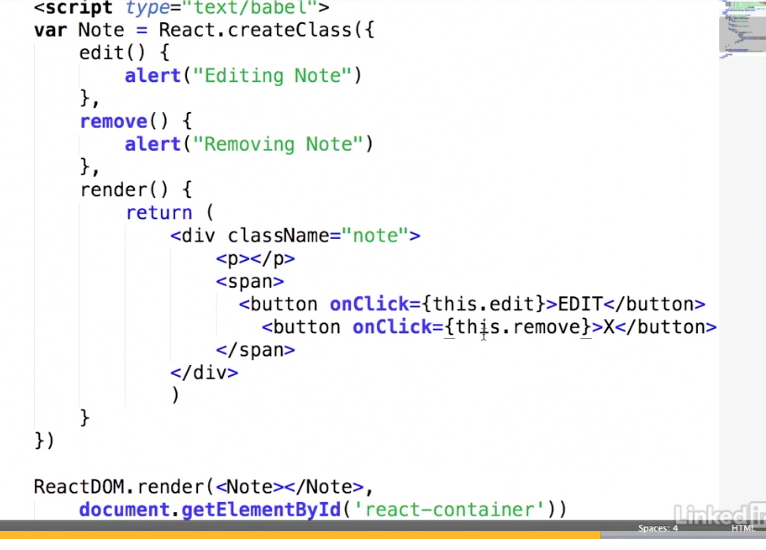 <script type="text/babel">
var Note = React.createClass({
    edit() {
        alert("Editing Note")
    },
    remove() {
        alert("Removing Note")
    },
    render() {
        return (
            <div className="note">
                <p></p>
                <span>
                  <button onClick={this.edit}>EDIT</button>
                    <button onClick={this.remove}>X</button>
                </span>
            </div>
            )
    }
})

ReactDOM.render(<Note></Note>,
    document.getElementById('react-container'))
Linked in
Spaces: 4
HTML